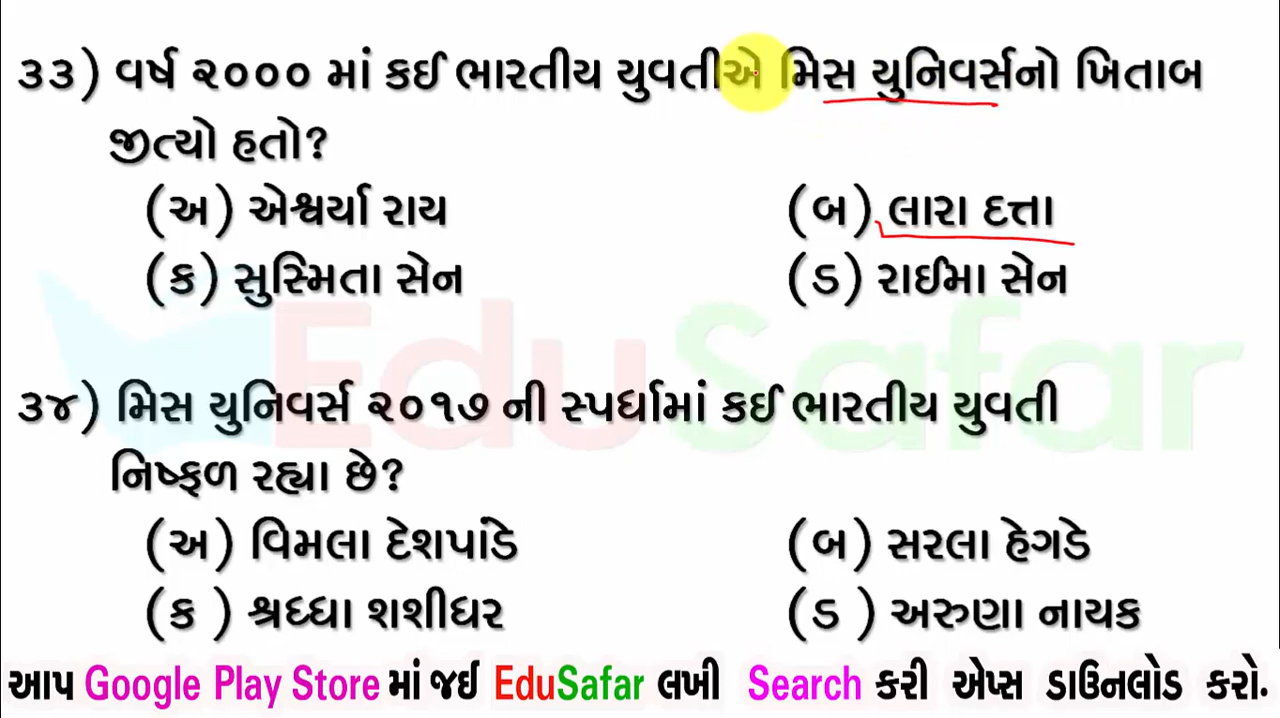 ૩૩) વર્ષ ૨૦૦૦ માં કઈ ભારતીય યુવતીએ મિસ યુનિવર્સનો ખિતાબ
જીત્યો હતો?
(અ) એશ્વર્યા રાય (બ) લારા દત્તા
(ક) સુસ્મિતા સેન (ડ) રાઈમા સેન
EduSafar
૩૪) મિસ યુનિવર્સ ૨૦૧૭ ની સ્પર્ધામાં કઈ ભારતીય યુવતી
નિષ્ફળ રહ્યા છે?
(અ) વિમલા દેશપાંડે (બ) સરલા હેગડે
(ક ) શ્રધ્ધા શશીધર (ડ ) અરુણા નાયક
આપ Google Play Store માં જઈ EduSafar લખી Search કરી એપ્સ ડાઉનલોડ કરો.